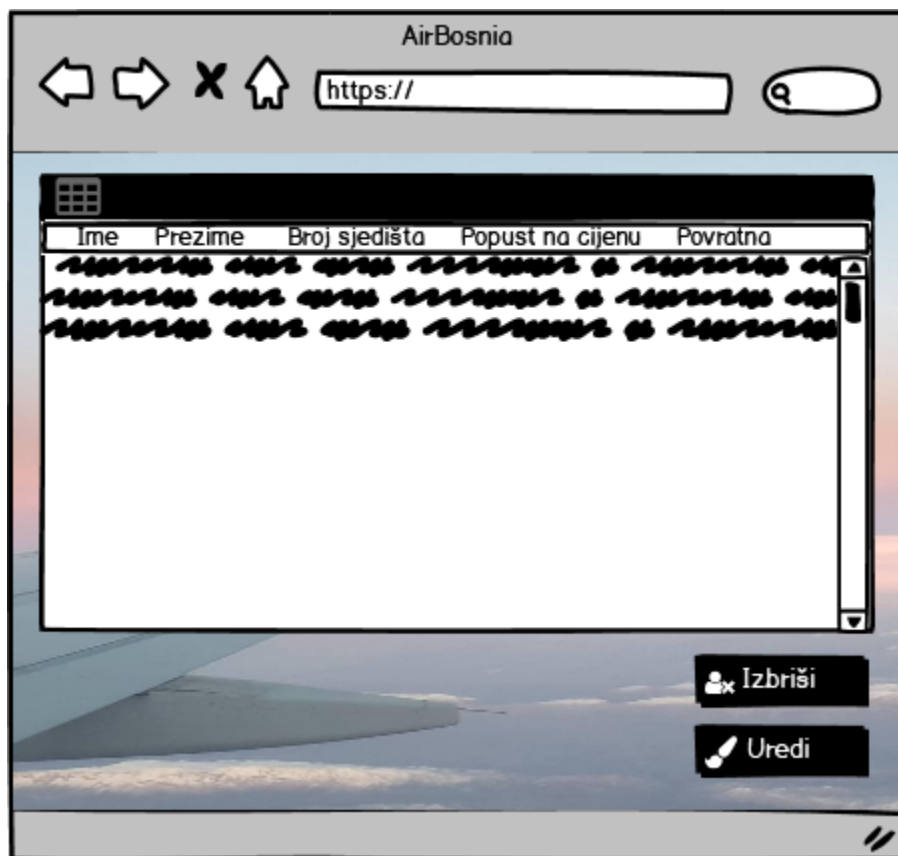 AirBosnia
https://
Ime Prezime Broj sjedišta Popust na cijenu Povratna
Izbriši
Uredi